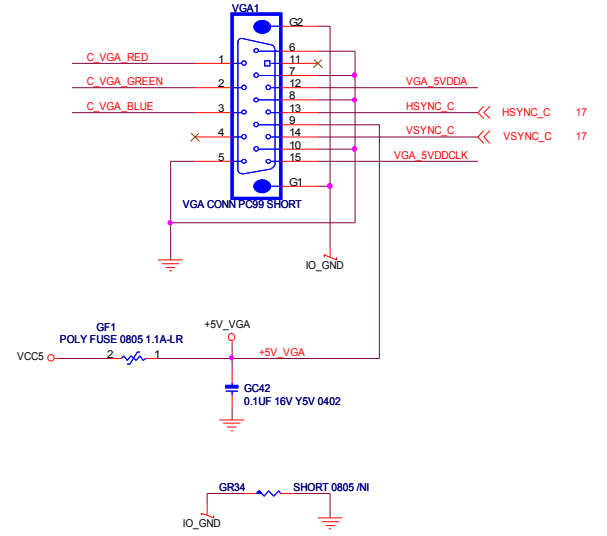 VGA1
G2
6
C_VGA_RED 1 11
7
C_VGA_GREEN 2 12 VGA_5VDDA
8
C_VGA_BLUE 3 13 HSYNC_C HSYNC_C 17
9
4 14 VSYNC_C VSYNC_C 17
10
5 15 VGA_5VDDCLK
G1
VGA CONN PC99 SHORT
IO_GND
GF1
POLY FUSE 0805 1.1A-LR
+5V_VGA
VCC5 2 1 +5V_VGA
GC42
0.1UF 16V Y5V 0402
GR34 SHORT 0805 /NI
IO_GND